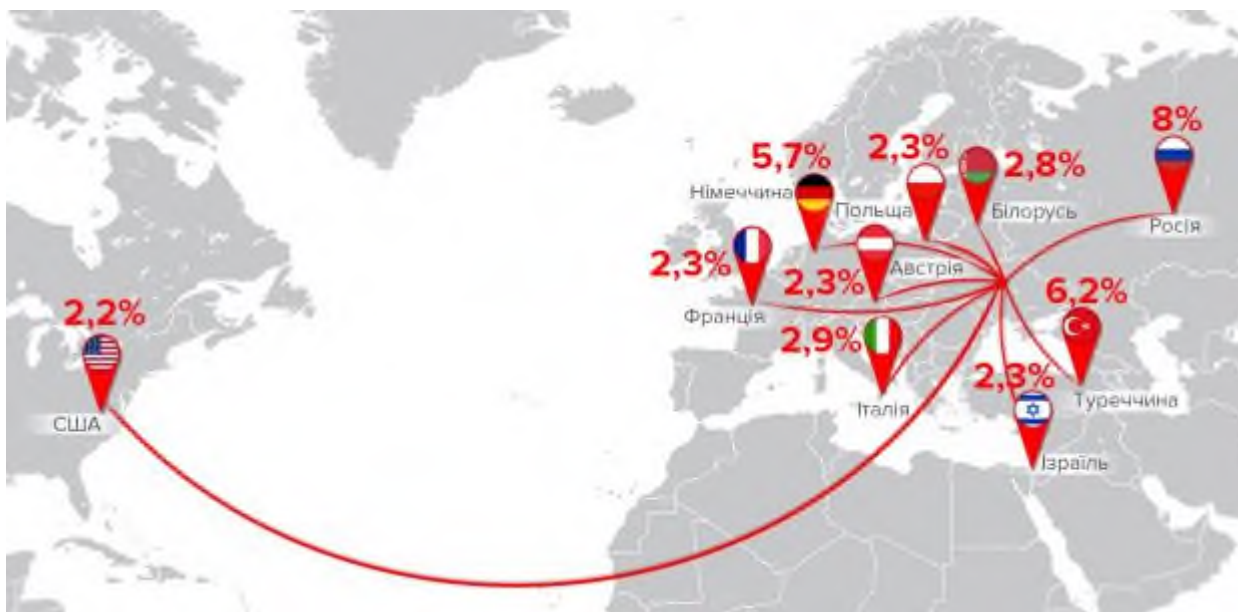 8%
Росія
5,7%
Німеччина
2,3%
Польща
2,8%
Білорусь
2,3%
Франція
2,3%
Австрія
2,2%
США
2,9%
Італія
6,2%
Туреччина
2,3%
Ізраїль